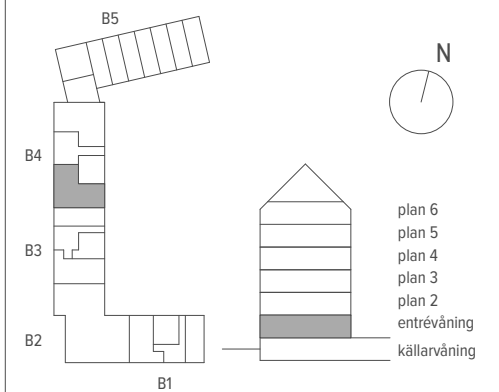 B5
N
B4
B3
B2
B1
plan 6
plan 5
plan 4
plan 3
plan 2
entrévåning
källarvåning